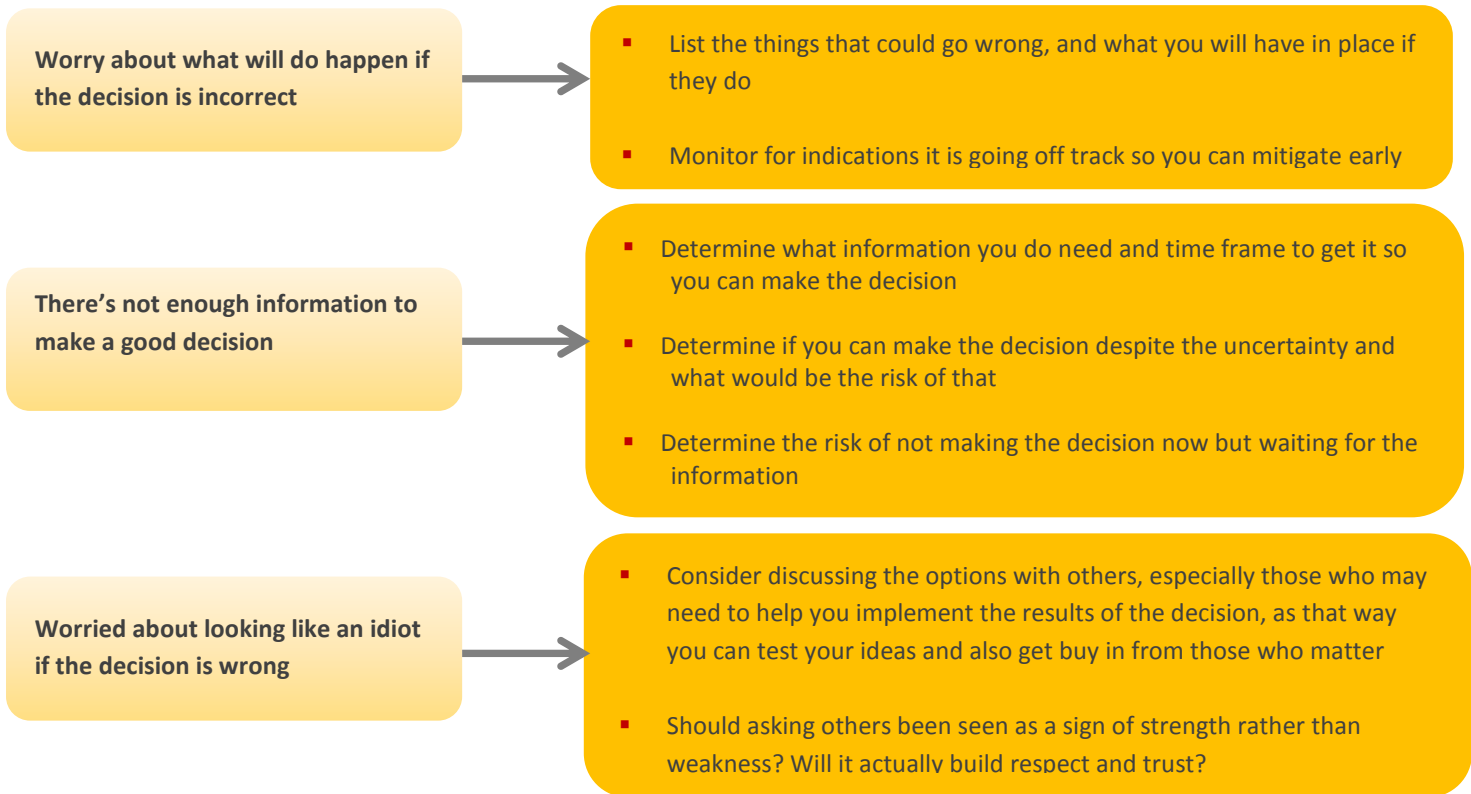 Worry about what will do happen if
the decision is incorrect
▪ List the things that could go wrong, and what you will have in place if
they do
▪ Monitor for indications it is going off track so you can mitigate early
There’s not enough information to
make a good decision
▪ Determine what information you do need and time frame to get it so
you can make the decision
▪ Determine if you can make the decision despite the uncertainty and
what would be the risk of that
▪ Determine the risk of not making the decision now but waiting for the
information
Worried about looking like an idiot
if the decision is wrong
▪ Consider discussing the options with others, especially those who may
need to help you implement the results of the decision, as that way
you can test your ideas and also get buy in from those who matter
▪ Should asking others been seen as a sign of strength rather than
weakness? Will it actually build respect and trust?